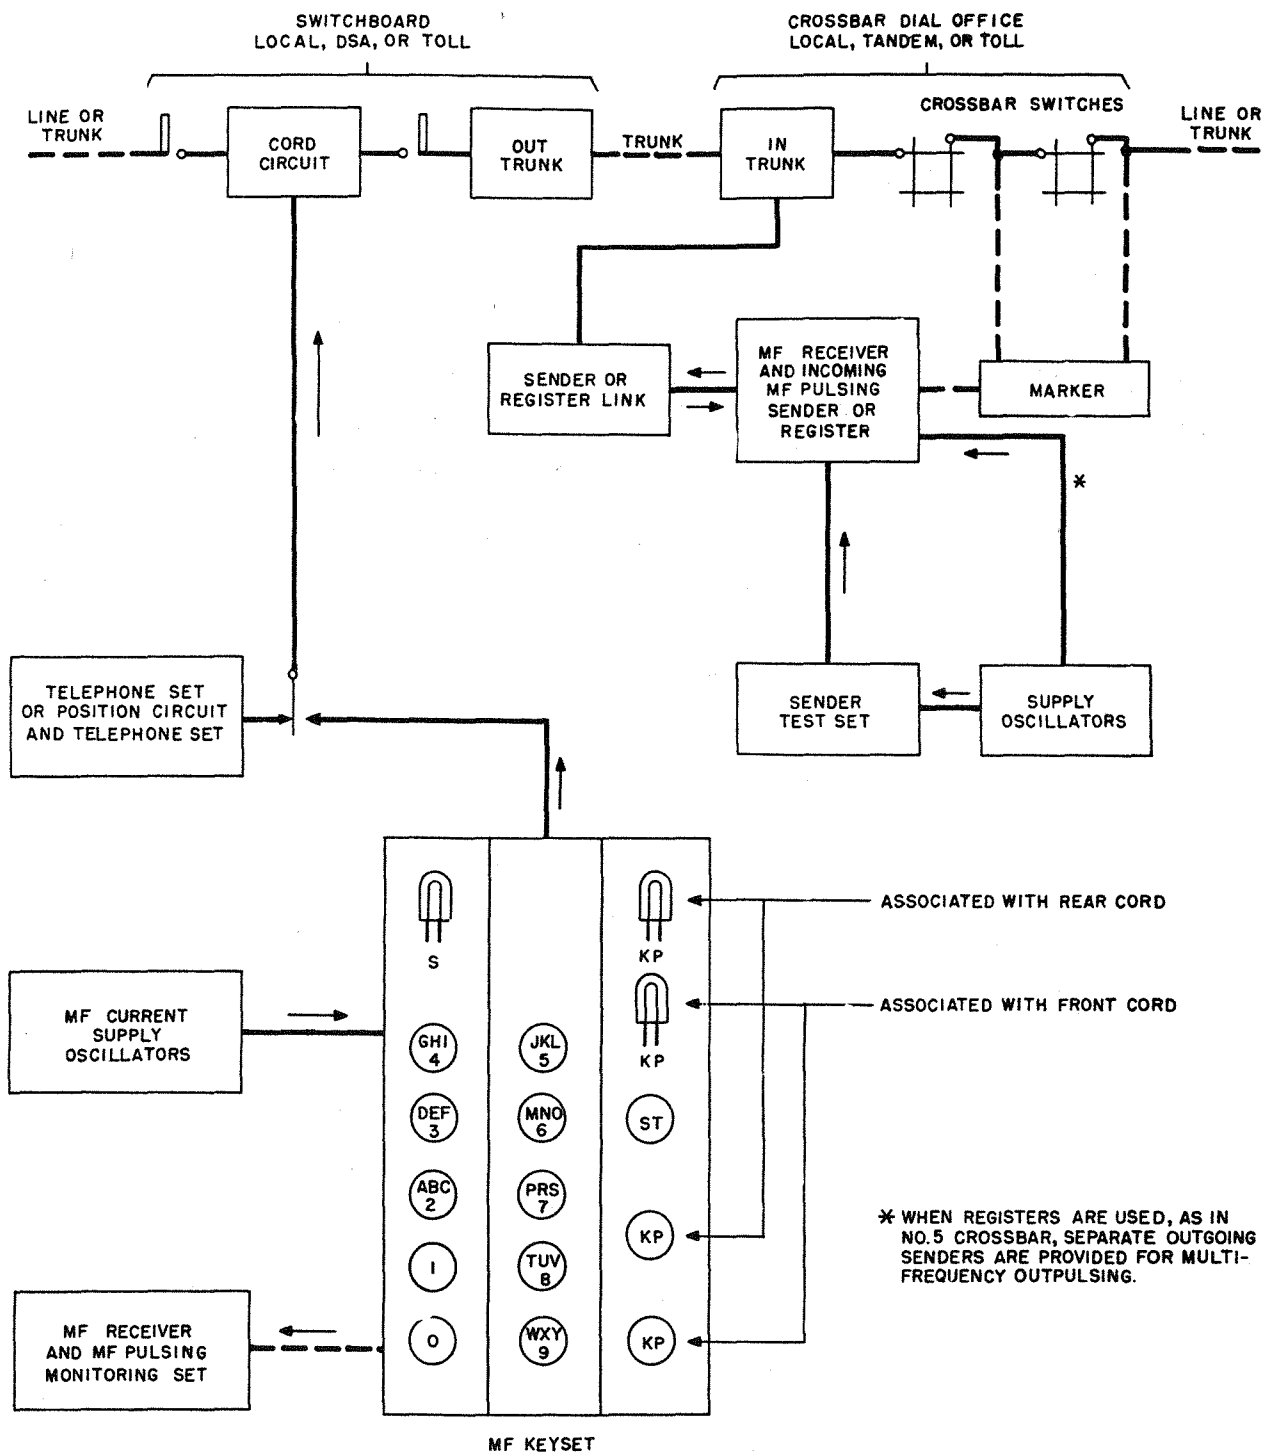 SWITCHBOARD
LOCAL, DSA, OR TOLL
CROSSBAR DIAL OFFICE
LOCAL, TANDEM, OR TOLL
LINE OR
TRUNK
CORD
CIRCUIT
OUT
TRUNK
TRUNK
IN
TRUNK
CROSSBAR SWITCHES
LINE OR
TRUNK
SENDER OR
REGISTER LINK
MF RECEIVER
AND INCOMING
MF PULSING
SENDER OR
REGISTER
MARKER
*
TELEPHONE SET
OR POSITION CIRCUIT
AND TELEPHONE SET
SENDER
TEST SET
SUPPLY
OSCILLATORS
S
KP
ASSOCIATED WITH REAR CORD
KP
ASSOCIATED WITH FRONT CORD
MF CURRENT
SUPPLY
OSCILLATORS
GHI
4
JKL
5
DEF
3
MNO
6
ST
ABC
2
PRS
7
KP
1
TUV
8
0
WXY
9
KP
* WHEN REGISTERS ARE USED, AS IN
NO.5 CROSSBAR, SEPARATE OUTGOING
SENDERS ARE PROVIDED FOR MULTI-
FREQUENCY OUTPULSING.
MF RECEIVER
AND MF PULSING
MONITORING SET
MF KEYSET